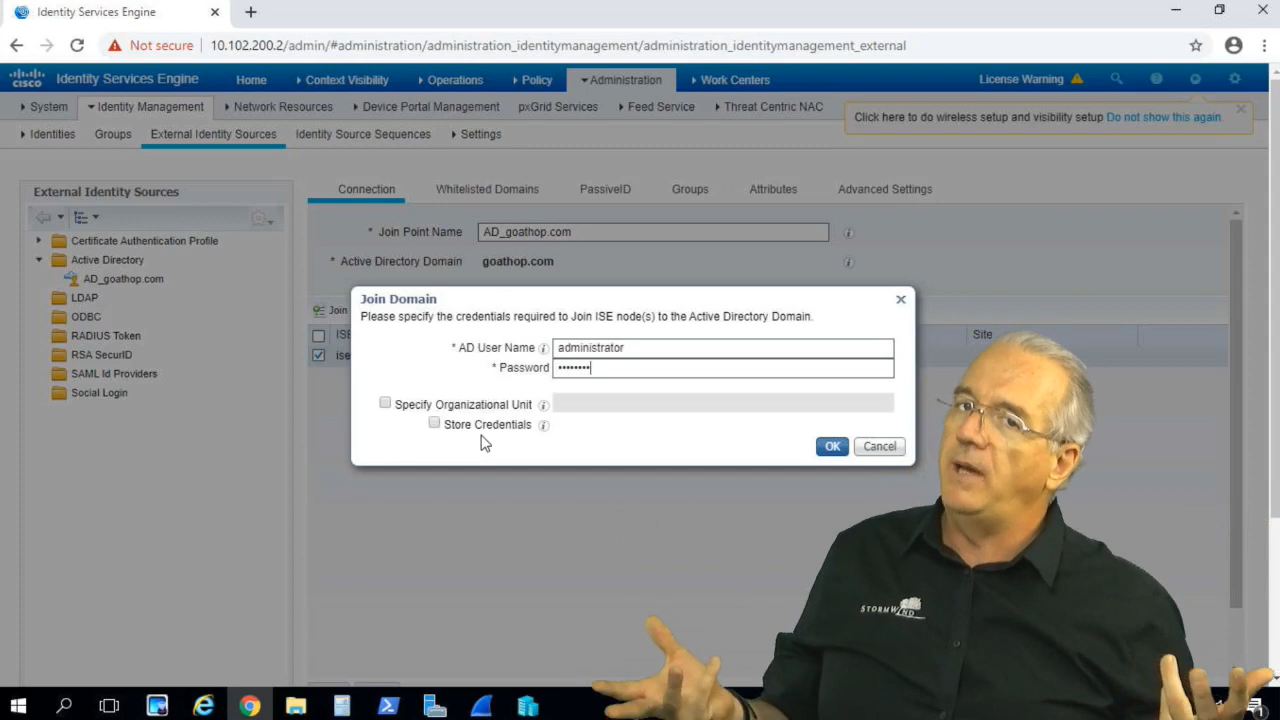 Identity Services Engine
Not secure 10.102.200.2/admin/#administration/administration_identitymanagement/administration_identitymanagement_external
CISCO Identity Services Engine Home Context Visibility Operations Policy Administration Work Centers License Warning
System Identity Management Network Resources Device Portal Management pxGrid Services Feed Service Threat Centric NAC
Click here to do wireless setup and visibility setup Do not show this again
Identities Groups External Identity Sources Identity Source Sequences Settings
External Identity Sources
Certificate Authentication Profile
Active Directory
AD_goathop.com
LDAP
ODBC
RADIUS Token
RSA SecurID
SAML Id Providers
Social Login
Connection Whitelisted Domains PassiveID Groups Attributes Advanced Settings
* Join Point Name AD_goathop.com
* Active Directory Domain goathop.com
Join
ISE
Site
ise
Join Domain
Please specify the credentials required to Join ISE node(s) to the Active Directory Domain.
* AD User Name administrator
* Password ••••••••
Specify Organizational Unit
Store Credentials
OK Cancel
STORMWIND
1